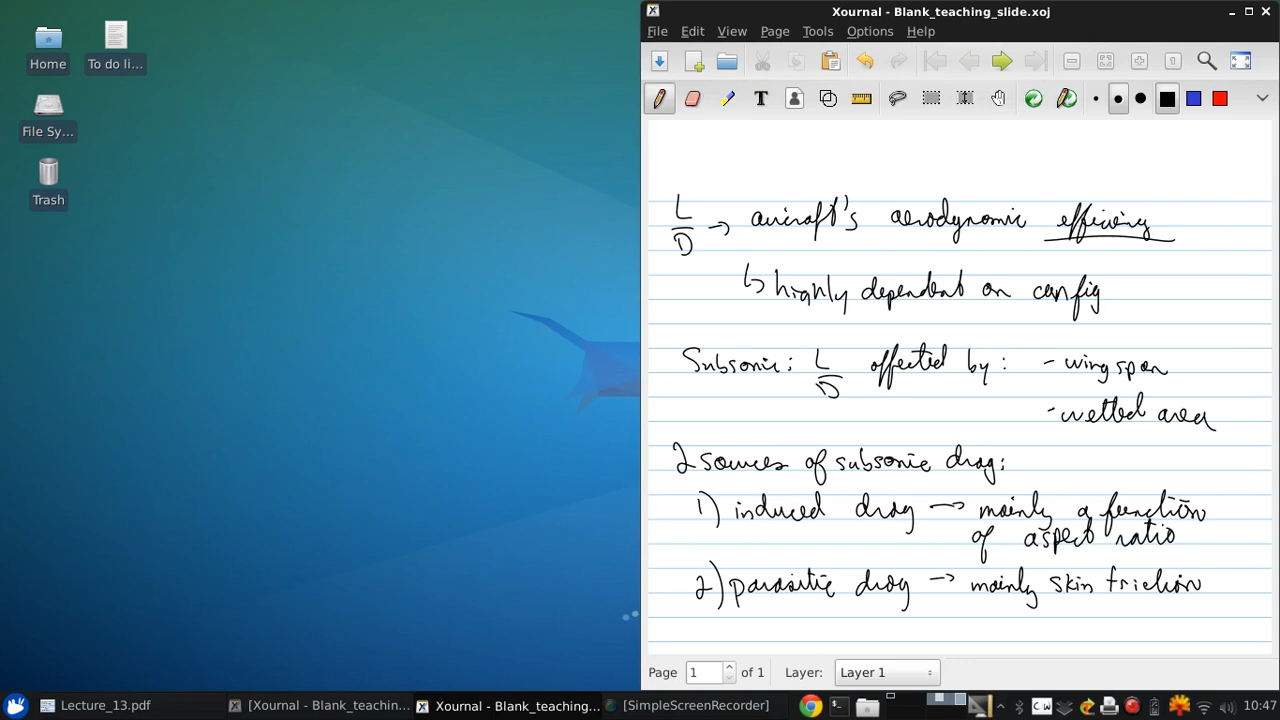 Xournal - Blank_teaching_slide.xoj
File Edit View Page Tools Options Help
Home
To do li...
File Sy...
Trash
L
D → aircraft's aerodynamic efficiency
↳ highly dependent on config
Subsonic: L/D affected by: - wing span
- wetted area
2 sources of subsonic drag:
1) induced drag → mainly a function
of aspect ratio
2) parasitic drag → mainly skin friction
Page 1 of 1 Layer: Layer 1
Lecture_13.pdf
[Xournal - Blank_teachin...
Xournal - Blank_teaching...
[SimpleScreenRecorder]
10:47